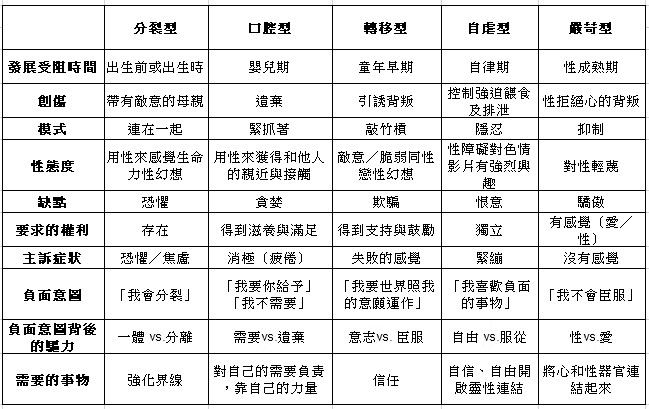 分裂型 口腔型 轉移型 自虐型 嚴苛型
發展受阻時間 出生前或出生時 嬰兒期 童年早期 自律期 性成熟期
創傷 帶有敵意的母親 遺棄 引誘背叛 控制強迫餵食及排泄 性拒絕心的背叛
模式 連在一起 緊抓著 敲竹槓 隱忍 抑制
性態度 用性來感覺生命力性幻想 用性來獲得和他人的親近與接觸 敵意／脆弱同性戀性幻想 性障礙對色情影片有強烈興趣 對性輕蔑
缺點 恐懼 貪婪 欺騙 恨意 驕傲
要求的權利 存在 得到滋養與滿足 得到支持與鼓勵 獨立 有感覺〔愛／性〕
主訴症狀 恐懼／焦慮 消極〔疲倦〕 失敗的感覺 緊繃 沒有感覺
負面意圖 「我會分裂」 「我要你給予」「我不需要」 「我要世界照我的意願運作」 「我喜歡負面的事物」 「我不會臣服」
負面意圖背後的驅力 一體 vs.分離 需要vs.遺棄 意志vs. 臣服 自由 vs.服從 性vs.愛
需要的事物 強化界線 對自己的需要負責，靠自己的力量 信任 自信、自由開啟靈性連結 將心和性器官連結起來